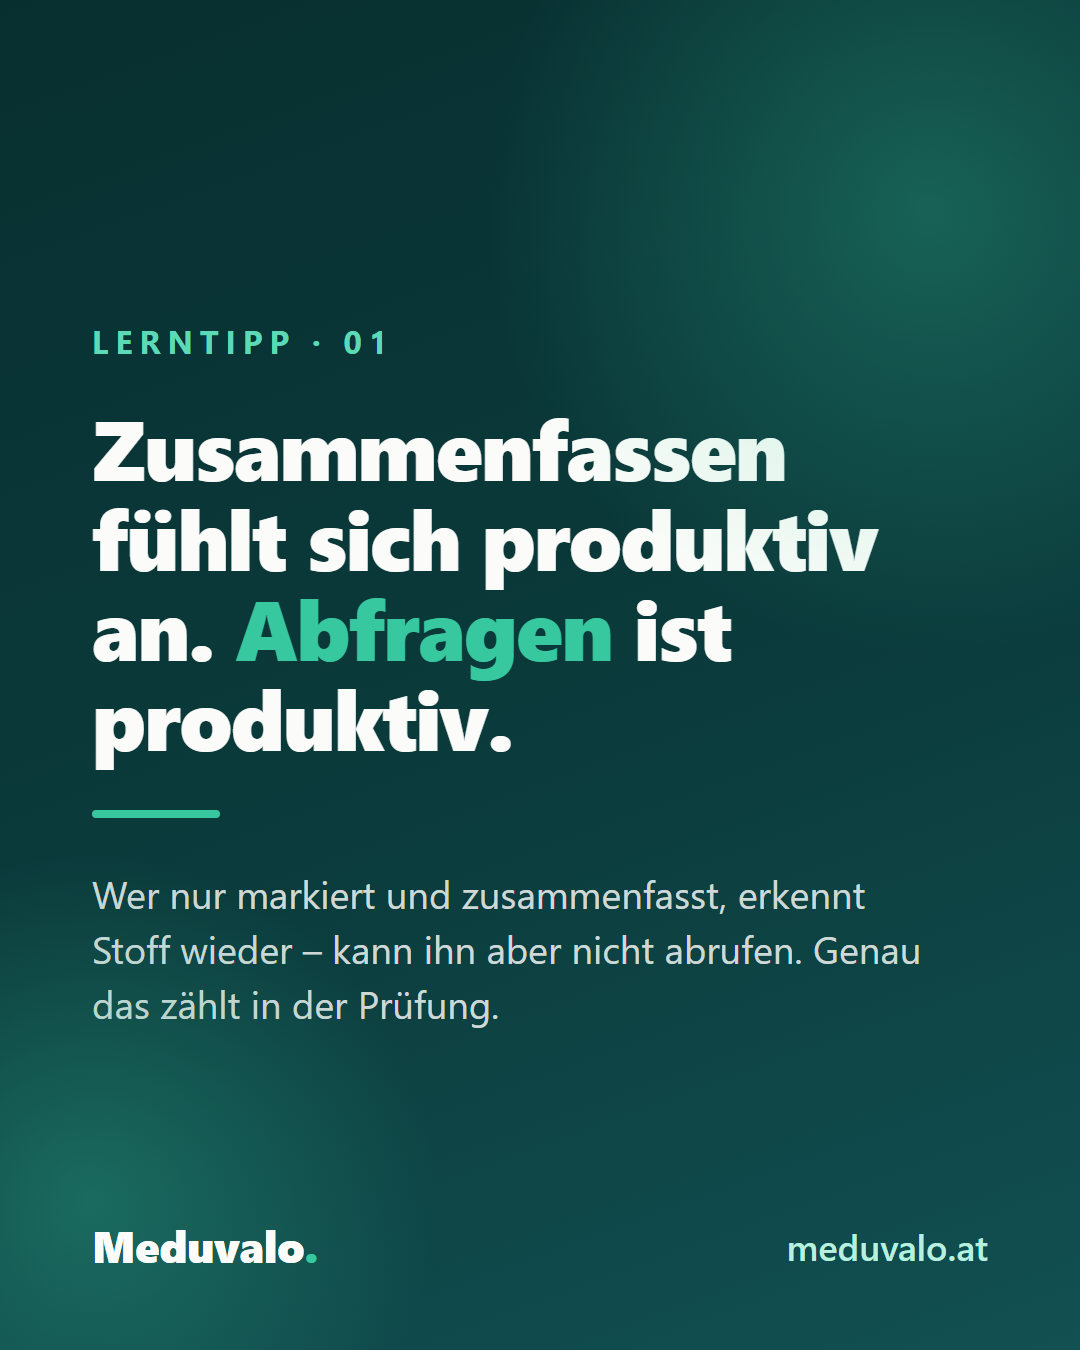 LERNTIPP · 01
Zusammenfassen
fühlt sich produktiv
an. Abfragen ist
produktiv.
Wer nur markiert und zusammenfasst, erkennt
Stoff wieder – kann ihn aber nicht abrufen. Genau
das zählt in der Prüfung.
Meduvalo.
meduvalo.at